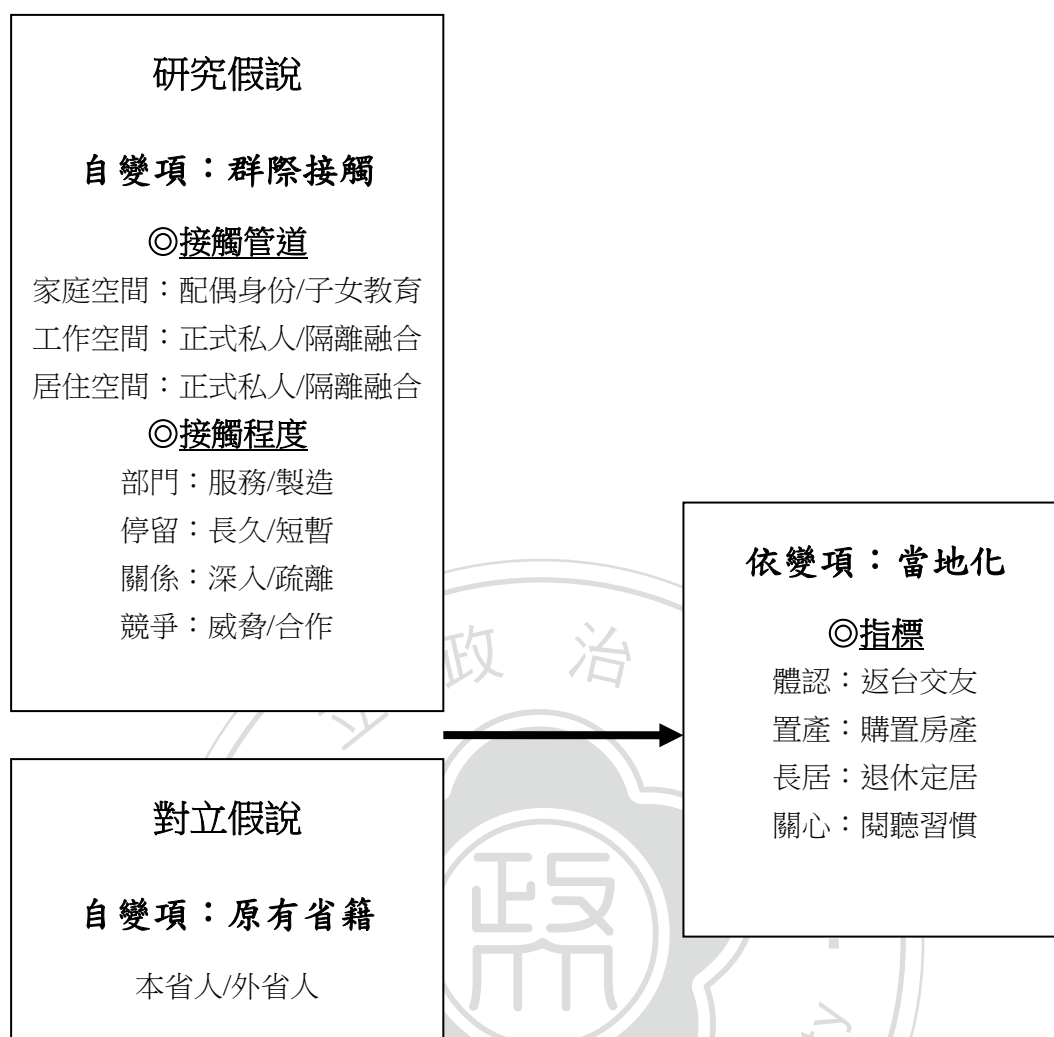 研究假說
自變項：群際接觸
◎接觸管道
家庭空間：配偶身份/子女教育
工作空間：正式私人/隔離融合
居住空間：正式私人/隔離融合
◎接觸程度
部門：服務/製造
停留：長久/短暫
關係：深入/疏離
競爭：威脅/合作
對立假說
自變項：原有省籍
本省人/外省人
依變項：當地化
◎指標
體認：返台交友
置產：購置房產
長居：退休定居
關心：閱聽習慣
政 治